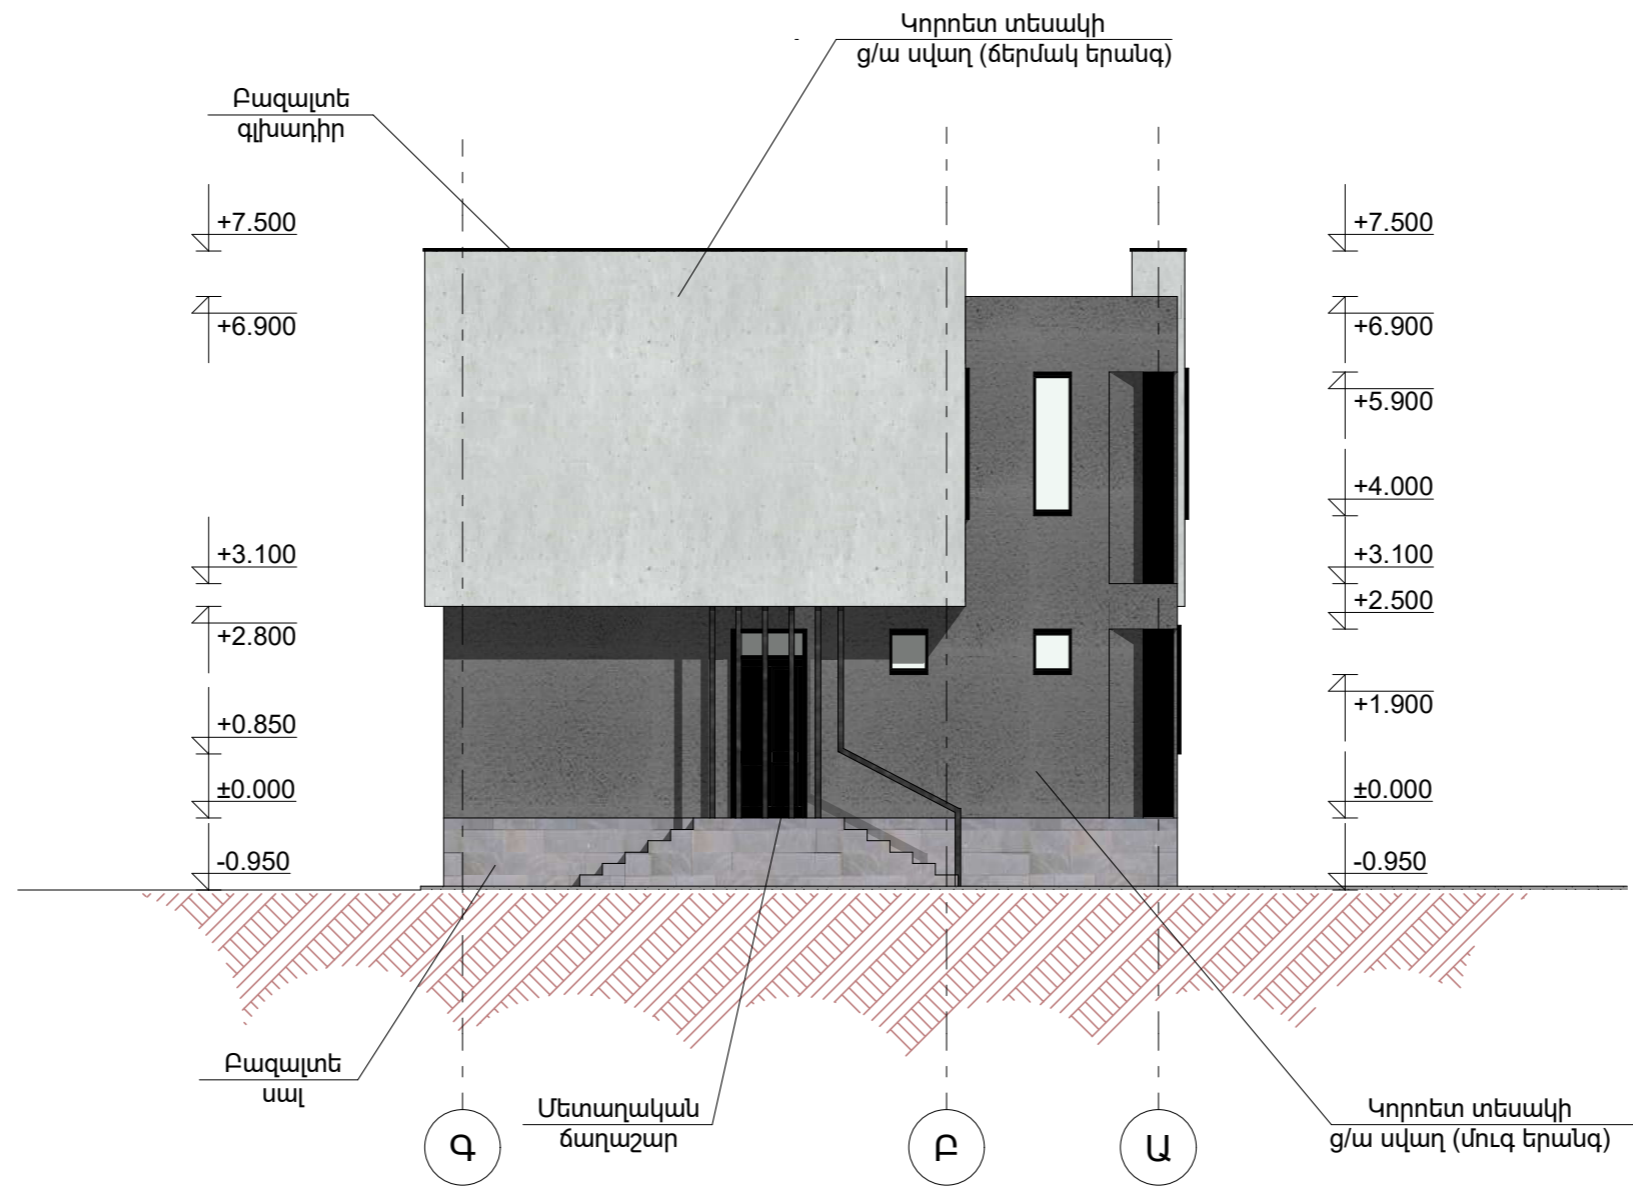 Կորոետ տեսակի
ց/ա սվաղ (ճերմակ երանգ)
Բազալտե
գլխադիր
+7.500
+6.900
+3.100
+2.800
+0.850
±0.000
-0.950
+7.500
+6.900
+5.900
+4.000
+3.100
+2.500
+1.900
±0.000
-0.950
Բազալտե
սալ
Մետաղական
ճաղաշար
Կորոետ տեսակի
ց/ա սվաղ (մուգ երանգ)
Գ
Բ
Ա